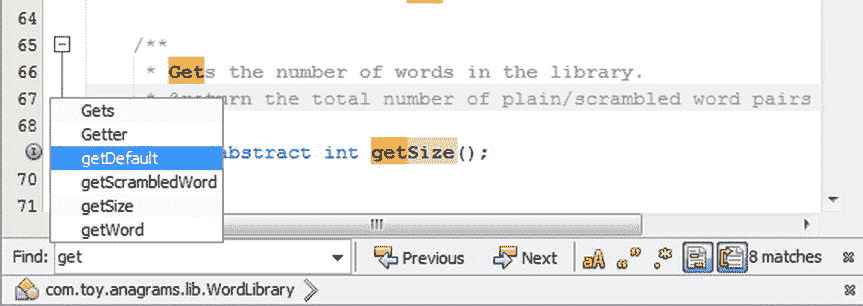 64
65 /**
66 * Gets the number of words in the library.
67 the total number of plain/scrambled word pairs
68
abstract int getSize();
70
71
Gets
Getter
getDefault
getScrambledWord
getSize
getWord
Find: get Previous Next aA “” .* 8 matches
com.toy.anagrams.lib.WordLibrary